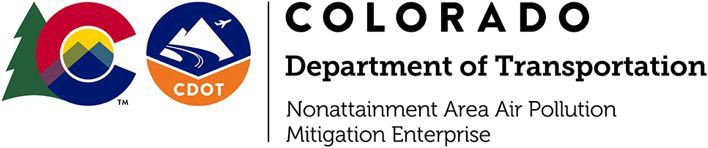 TM
CDOT
COLORADO
Department of Transportation
Nonattainment Area Air Pollution
Mitigation Enterprise